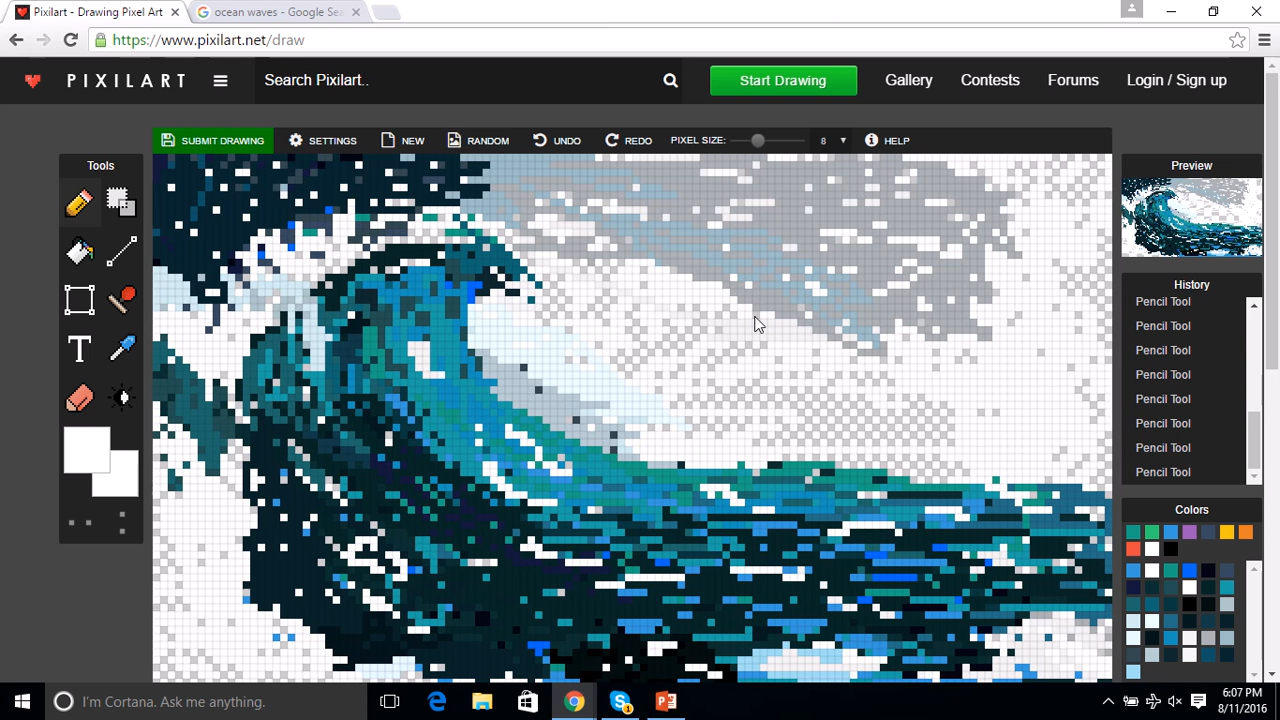 Pixilart - Drawing Pixel Art
ocean waves - Google Sea
https://www.pixilart.net/draw
PIXILART
Search Pixilart..
Start Drawing
Gallery
Contests
Forums
Login / Sign up
SUBMIT DRAWING
SETTINGS
NEW
RANDOM
UNDO
REDO
PIXEL SIZE:
8
HELP
Tools
T
Preview
History
Pencil Tool
Pencil Tool
Pencil Tool
Pencil Tool
Pencil Tool
Pencil Tool
Pencil Tool
Pencil Tool
Colors
I'm Cortana. Ask me anything.
6:07 PM
8/11/2016